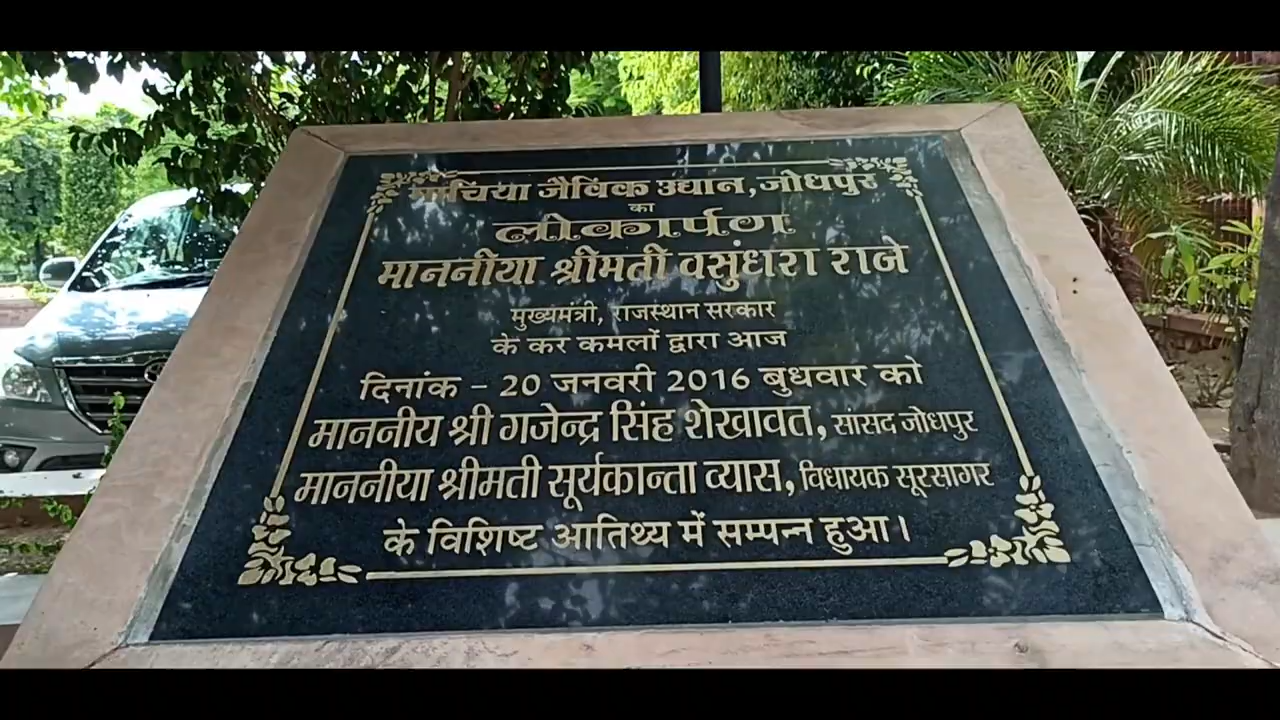 माचिया जैविक उद्यान, जोधपुर
का
लोकार्पण
माननीया श्रीमती वसुंधरा राजे
मुख्यमंत्री, राजस्थान सरकार
के कर कमलों द्वारा आज
दिनांक - 20 जनवरी 2016 बुधवार को
माननीय श्री गजेन्द्र सिंह शेखावत, सांसद जोधपुर
माननीया श्रीमती सूर्यकान्ता व्यास, विधायक सूरसागर
के विशिष्ट आतिथ्य में सम्पन्न हुआ।